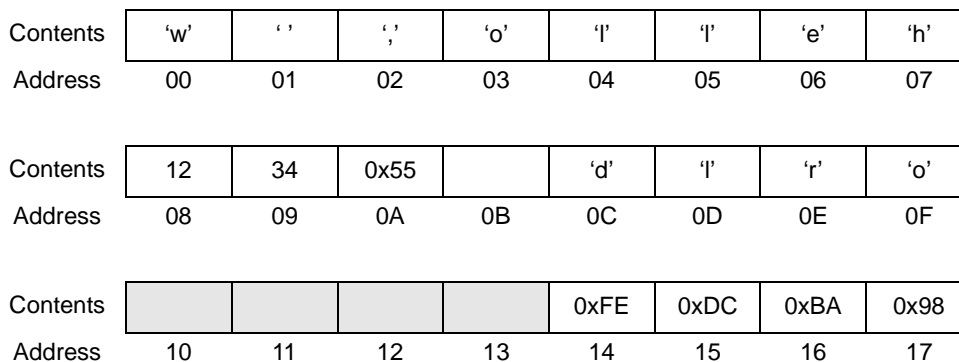 Contents ‘w’ ‘ ’ ‘,’ ‘o’ ‘l’ ‘l’ ‘e’ ‘h’
Address 00 01 02 03 04 05 06 07
Contents 12 34 0x55 ‘d’ ‘l’ ‘r’ ‘o’
Address 08 09 0A 0B 0C 0D 0E 0F
Contents 0xFE 0xDC 0xBA 0x98
Address 10 11 12 13 14 15 16 17